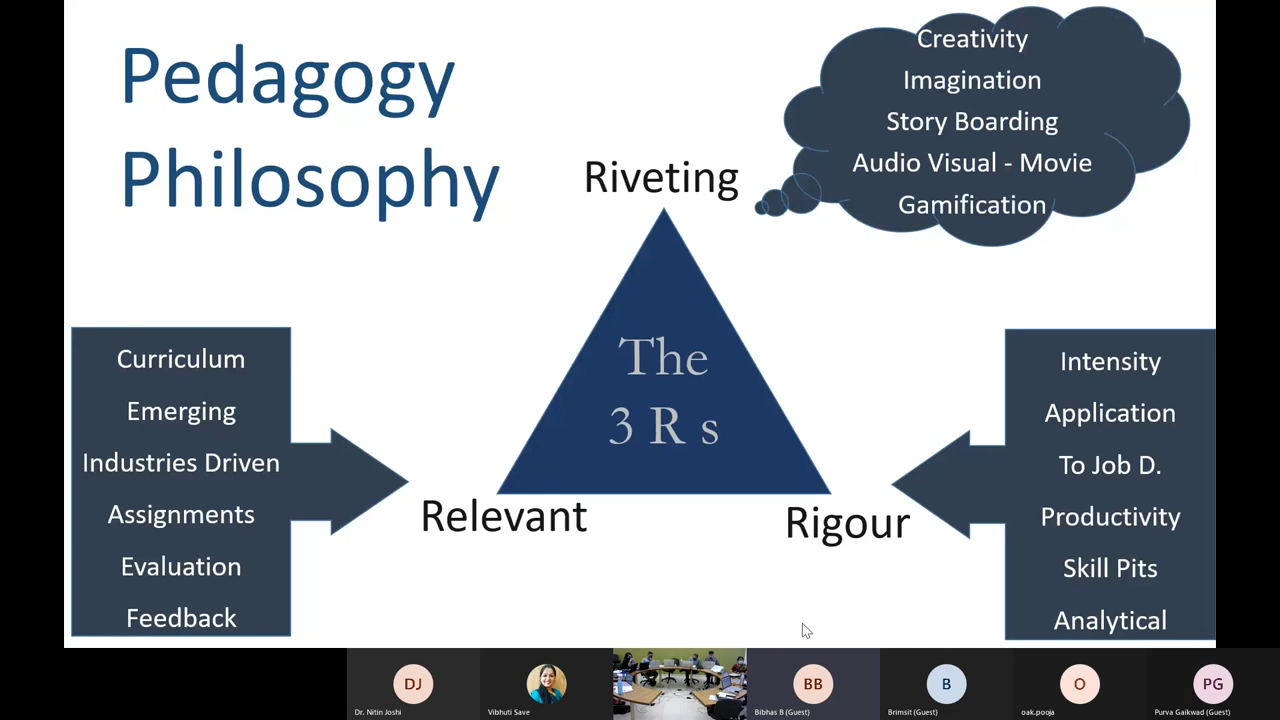 Pedagogy
Philosophy
Creativity
Imagination
Story Boarding
Audio Visual - Movie
Gamification
Riveting
The
3 R s
Relevant
Rigour
Curriculum
Emerging
Industries Driven
Assignments
Evaluation
Feedback
Intensity
Application
To Job D.
Productivity
Skill Pits
Analytical
DJ
Dr. Nitin Joshi
Vibhuti Save
BB
Bibhas B (Guest)
B
Brimsit (Guest)
O
oak.pooja
PG
Purva Gaikwad (Guest)